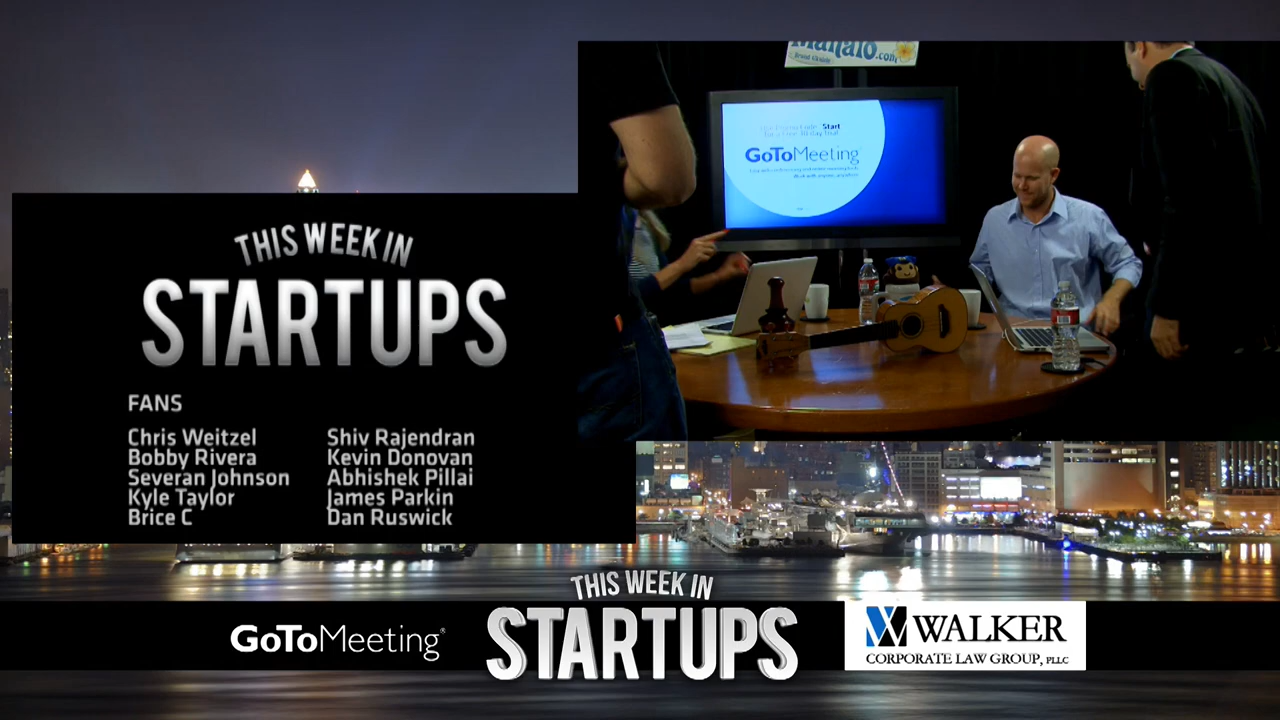 Mahalo.com
Start
GoToMeeting
THIS WEEK IN
STARTUPS
FANS
Chris Weitzel
Bobby Rivera
Severan Johnson
Kyle Taylor
Brice C
Shiv Rajendran
Kevin Donovan
Abhishek Pillai
James Parkin
Dan Ruswick
THIS WEEK IN
STARTUPS
GoToMeeting®
W WALKER
CORPORATE LAW GROUP, PLLC